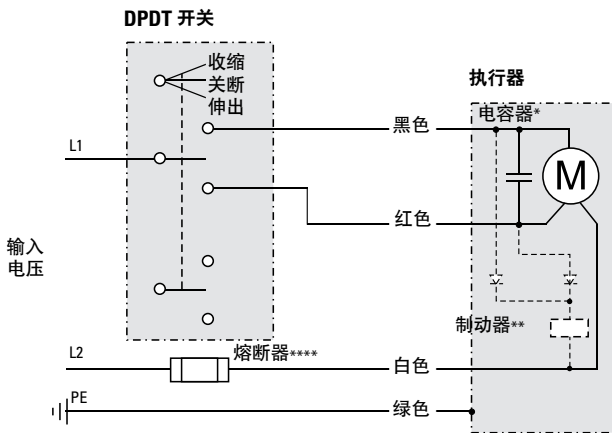 DPDT 开关
收缩
关断
伸出
执行器
电容器*
黑色
L1
M
红色
输入
电压
制动器**
L2
熔断器****
白色
PE
绿色